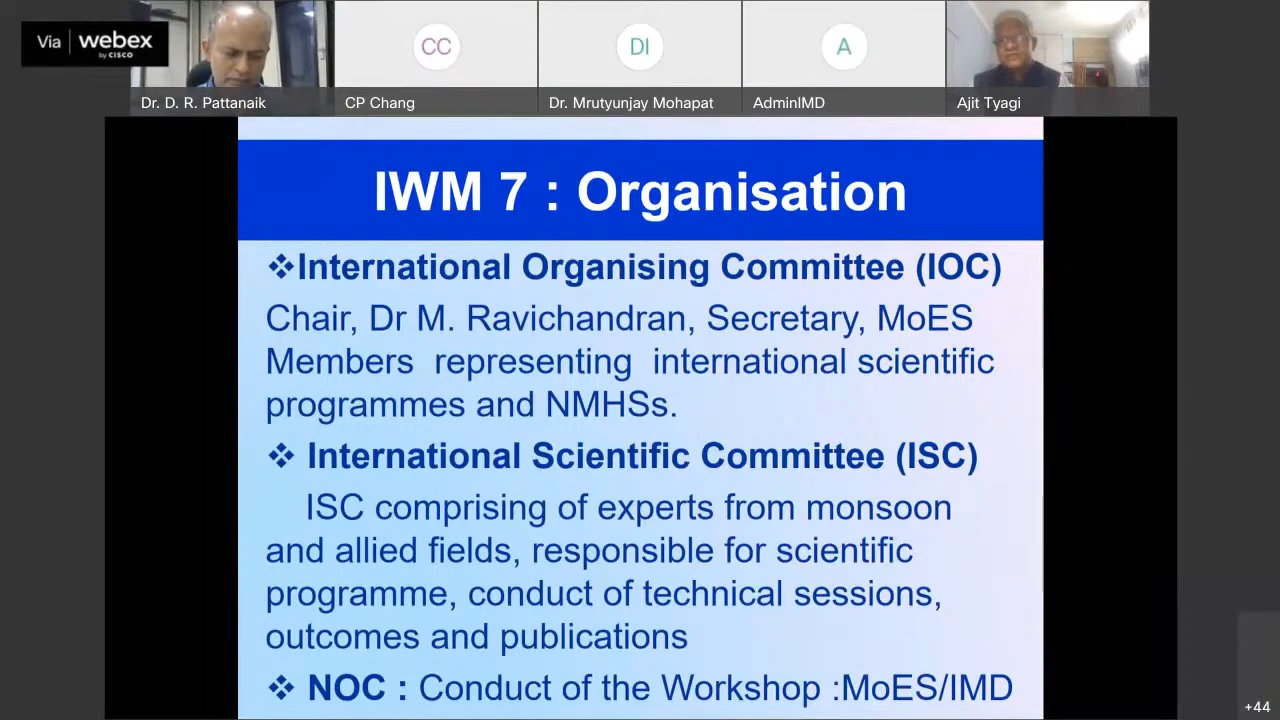 Via webex
by CISCO
CC
DI
A
Dr. D. R. Pattanaik
CP Chang
Dr. Mrutyunjay Mohapat
AdminIMD
Ajit Tyagi
IWM 7 : Organisation
❖International Organising Committee (IOC)
Chair, Dr M. Ravichandran, Secretary, MoES
Members representing international scientific
programmes and NMHSs.
❖ International Scientific Committee (ISC)
ISC comprising of experts from monsoon
and allied fields, responsible for scientific
programme, conduct of technical sessions,
outcomes and publications
❖ NOC : Conduct of the Workshop :MoES/IMD
+44